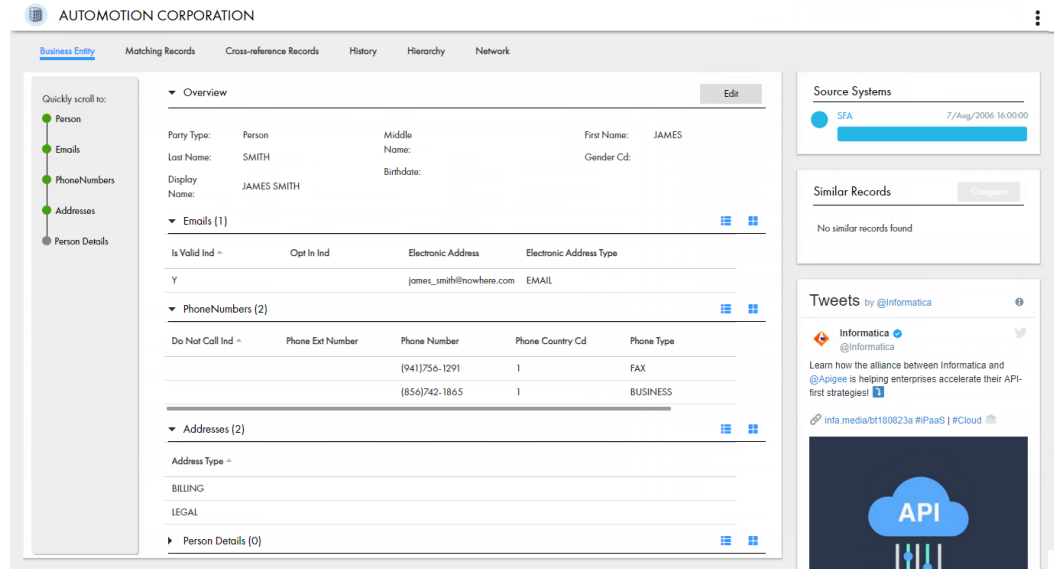 AUTOMOTION CORPORATION
Business Entity Matching Records Cross-reference Records History Hierarchy Network
Quickly scroll to:
Person
Emails
PhoneNumbers
Addresses
Person Details
Overview Edit
Party Type: Person Middle Name: First Name: JAMES
Last Name: SMITH Birthdate: Gender Cd:
Display Name: JAMES SMITH
Emails (1)
Is Valid Ind Opt In Ind Electronic Address Electronic Address Type
Y james_smith@nowhere.com EMAIL
PhoneNumbers (2)
Do Not Call Ind Phone Ext Number Phone Number Phone Country Cd Phone Type
(941)756-1291 1 FAX
(856)742-1865 1 BUSINESS
Addresses (2)
Address Type
BILLING
LEGAL
Person Details (0)
Source Systems
SFA 7/Aug/2006 16:00:00
Similar Records Compare
No similar records found
Tweets by @Informatica
Informatica
@Informatica
Learn how the alliance between Informatica and
@Apigee is helping enterprises accelerate their API-
first strategies!
infa.media/bt180823a #iPaaS | #Cloud
API